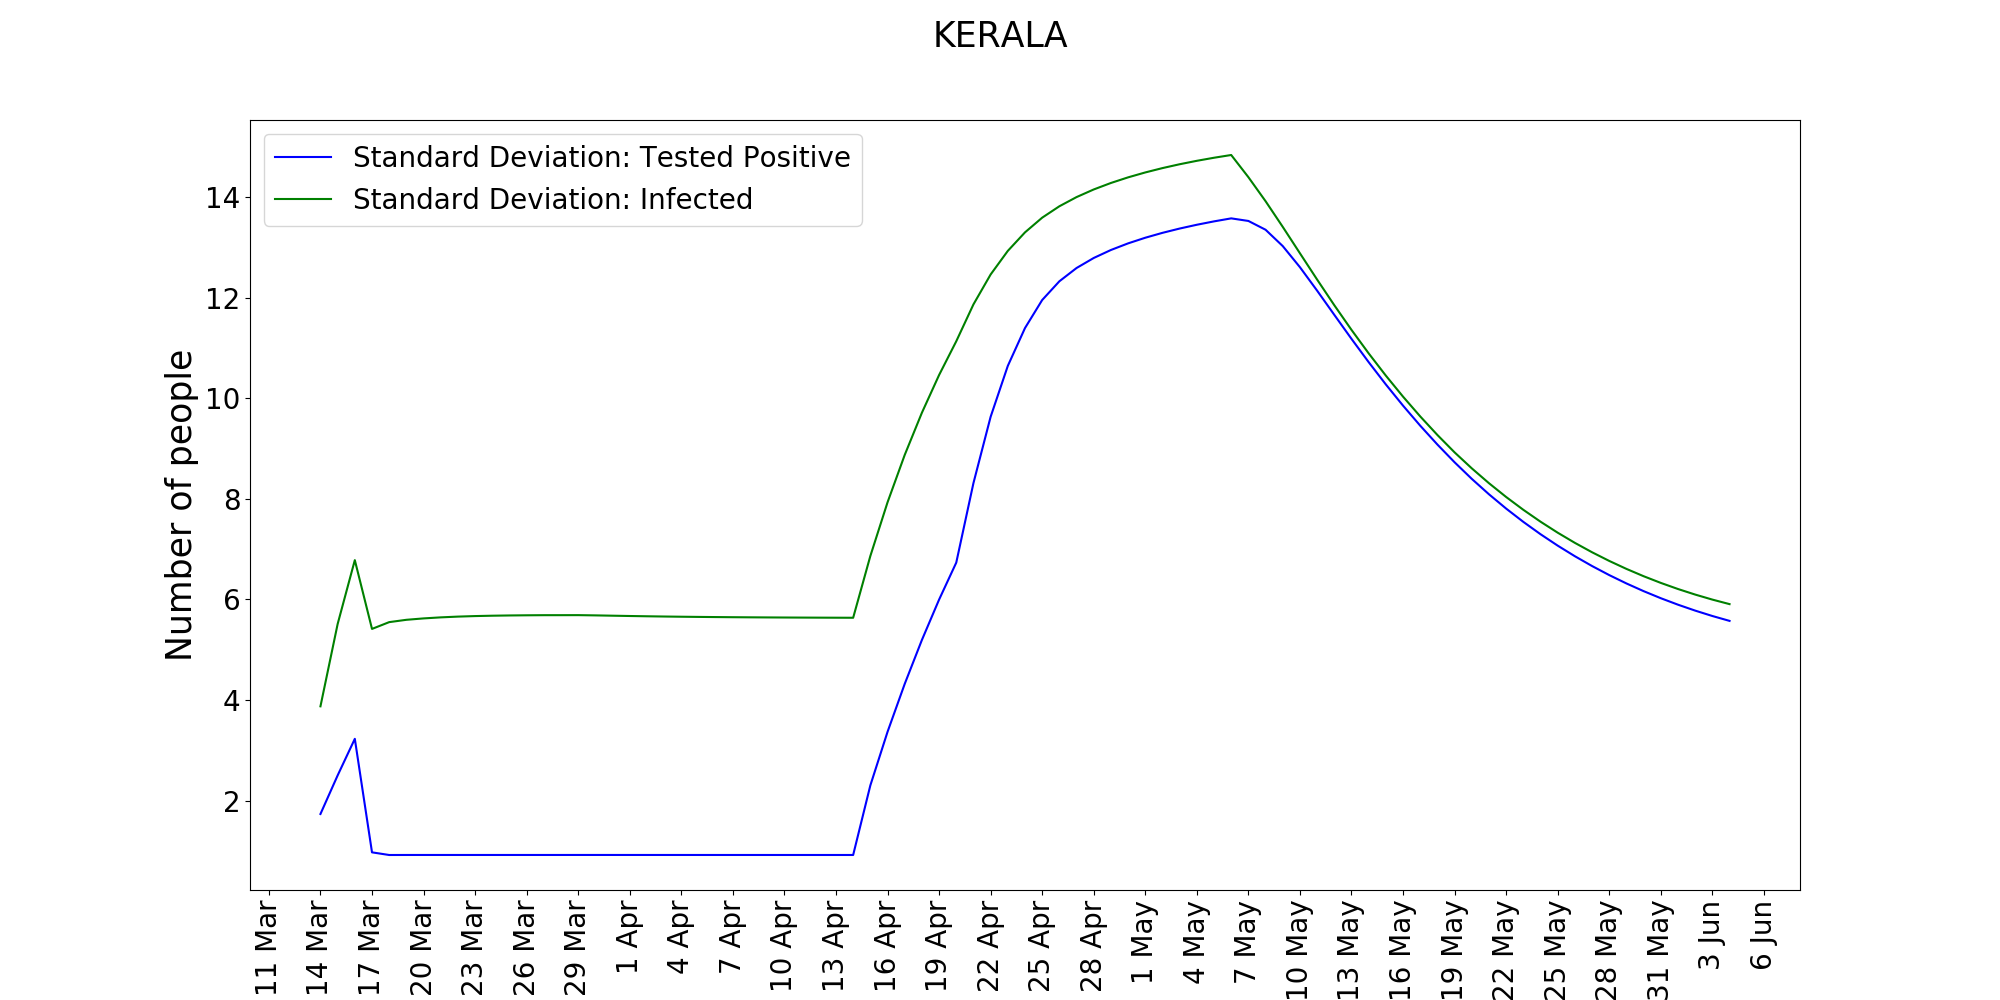 KERALA
Standard Deviation: Tested Positive
Standard Deviation: Infected
Number of people
14
12
10
8
6
4
2
11 Mar
14 Mar
17 Mar
20 Mar
23 Mar
26 Mar
29 Mar
1 Apr
4 Apr
7 Apr
10 Apr
13 Apr
16 Apr
19 Apr
22 Apr
25 Apr
28 Apr
1 May
4 May
7 May
10 May
13 May
16 May
19 May
22 May
25 May
28 May
31 May
3 Jun
6 Jun